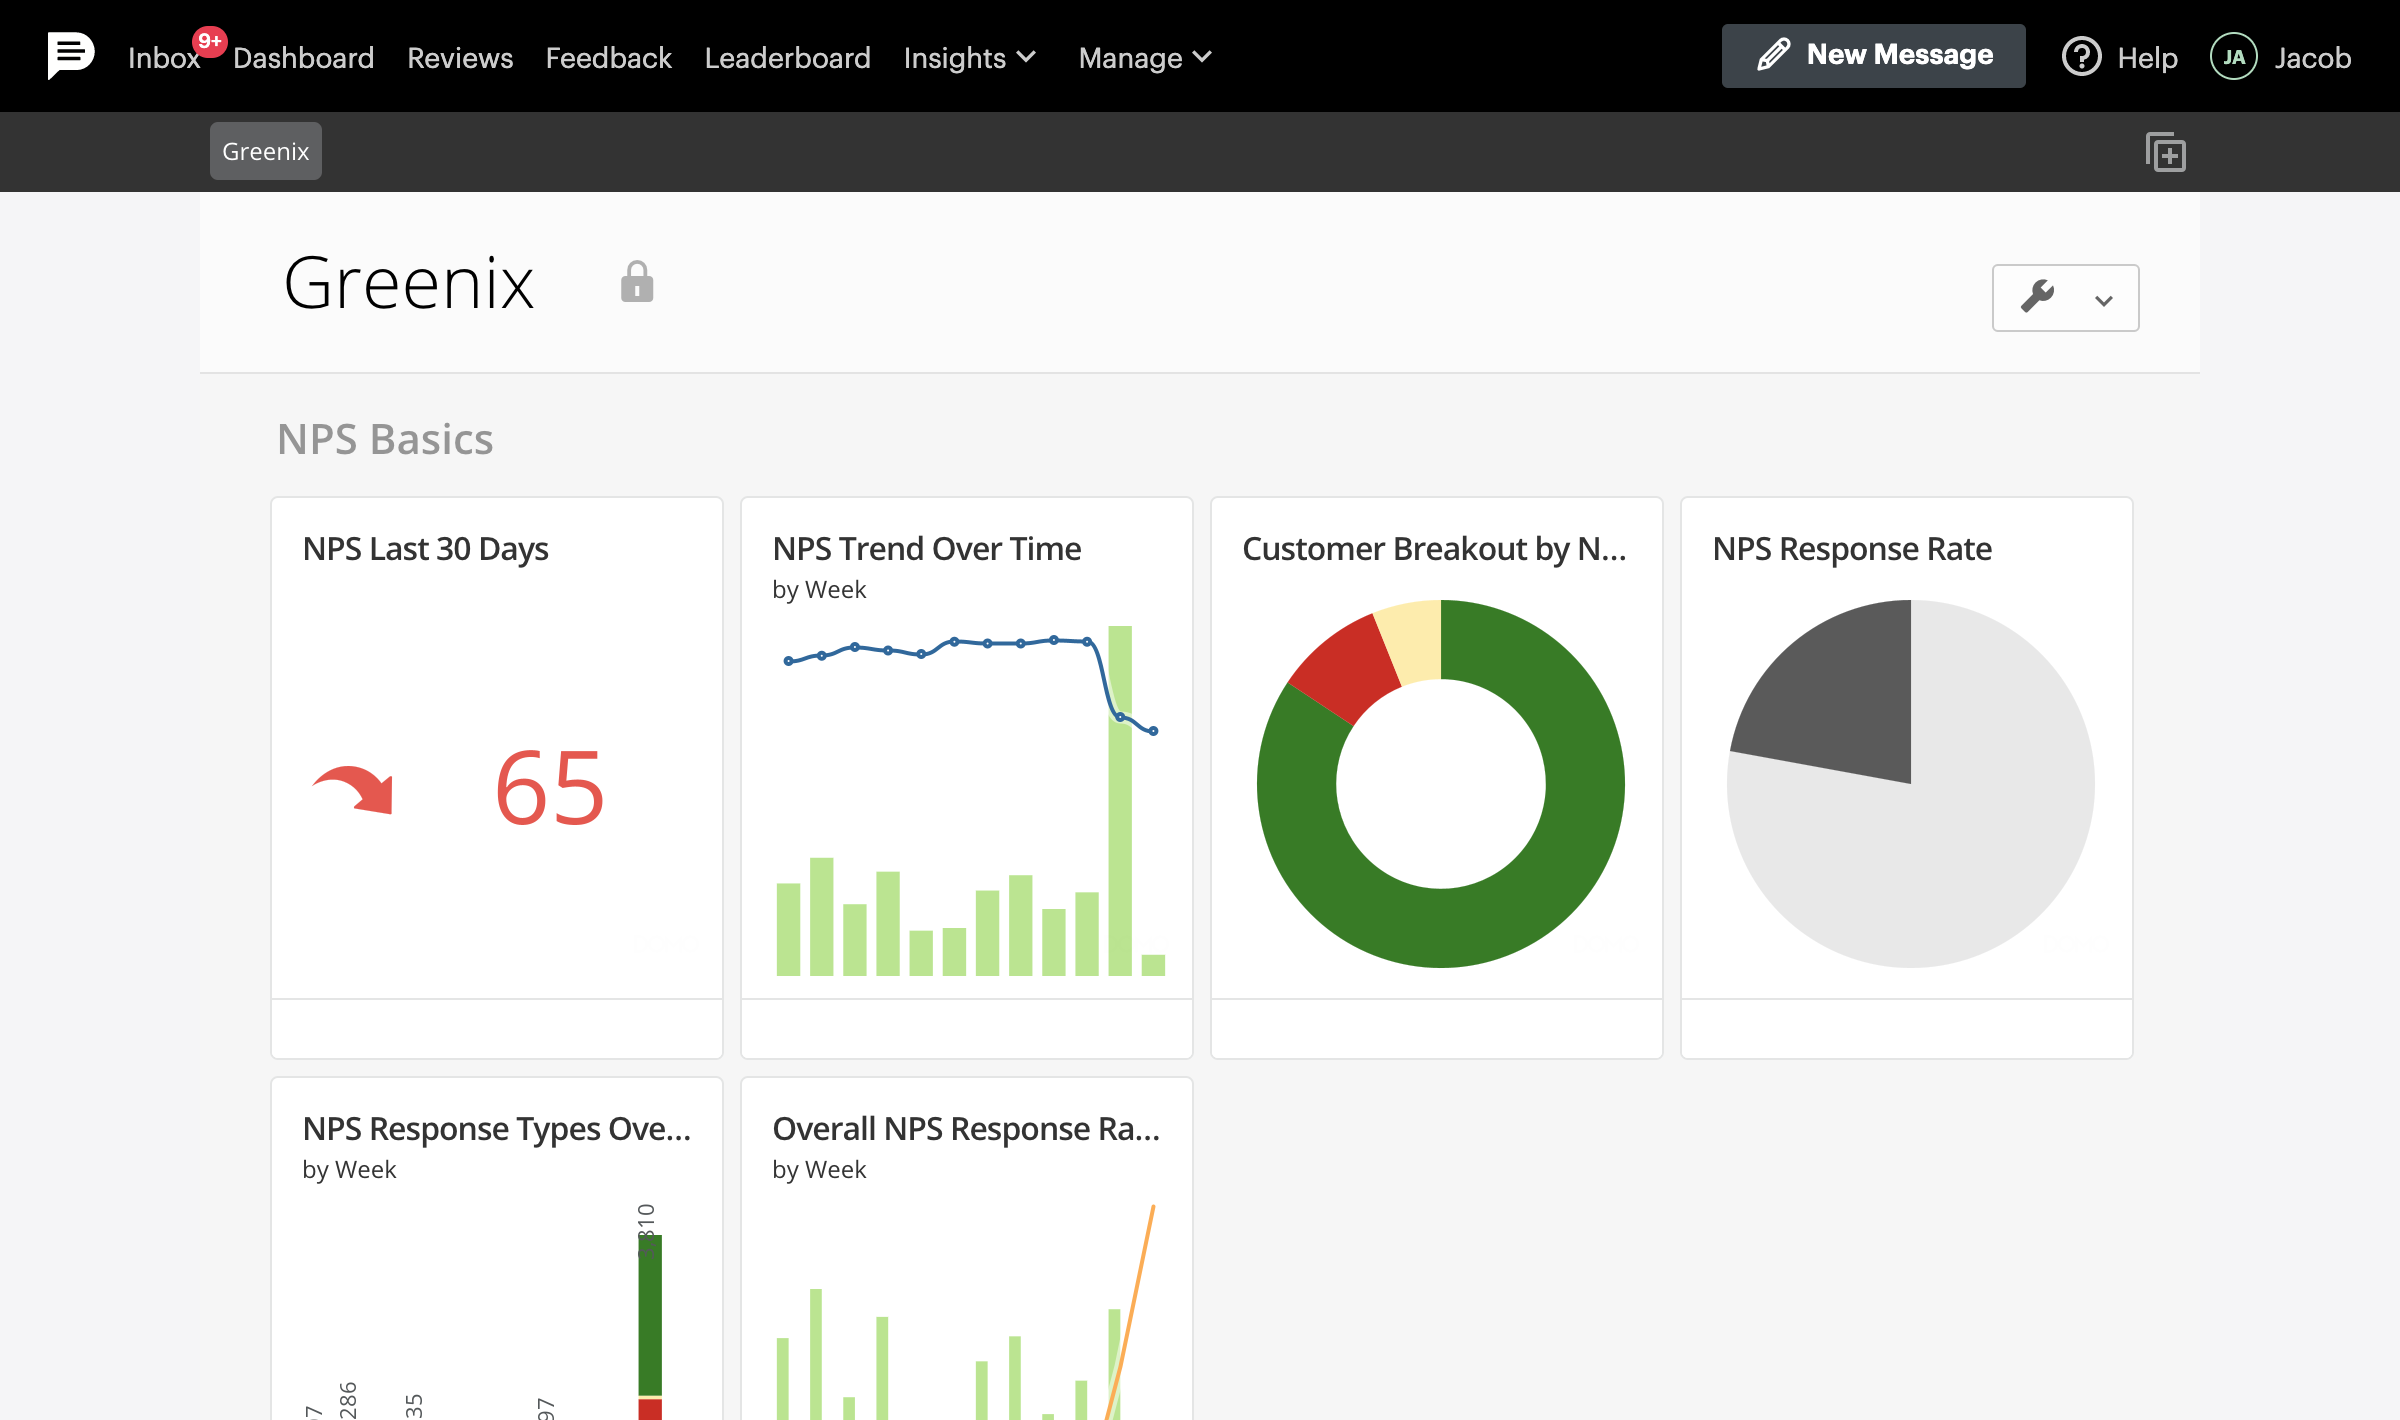 Inbox 9+ Dashboard Reviews Feedback Leaderboard Insights Manage New Message Help JA Jacob
Greenix
Greenix
NPS Basics
NPS Last 30 Days
65
NPS Trend Over Time
by Week
Customer Breakout by N...
NPS Response Rate
NPS Response Types Ove...
by Week
286
35
97
Overall NPS Response Ra...
by Week